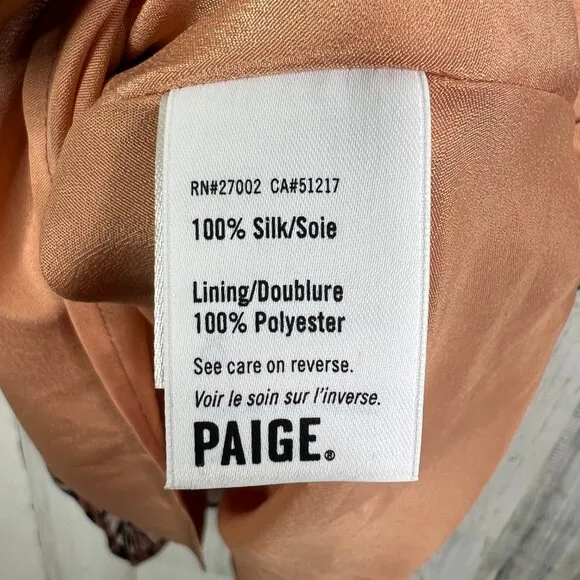 RN#27002 CA#51217
100% Silk/Soie
Lining/Doublure
100% Polyester
See care on reverse.
Voir le soin sur l'inverse.
PAIGE®